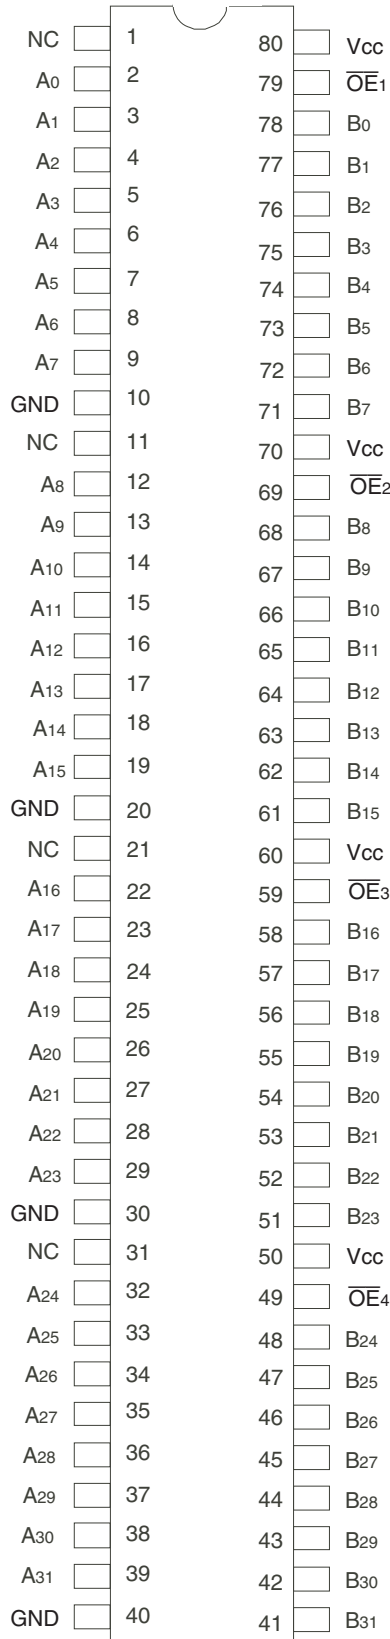 NC 1 80 Vcc
A0 2 79 OE1
A1 3 78 B0
A2 4 77 B1
A3 5 76 B2
A4 6 75 B3
A5 7 74 B4
A6 8 73 B5
A7 9 72 B6
GND 10 71 B7
NC 11 70 Vcc
A8 12 69 OE2
A9 13 68 B8
A10 14 67 B9
A11 15 66 B10
A12 16 65 B11
A13 17 64 B12
A14 18 63 B13
A15 19 62 B14
GND 20 61 B15
NC 21 60 Vcc
A16 22 59 OE3
A17 23 58 B16
A18 24 57 B17
A19 25 56 B18
A20 26 55 B19
A21 27 54 B20
A22 28 53 B21
A23 29 52 B22
GND 30 51 B23
NC 31 50 Vcc
A24 32 49 OE4
A25 33 48 B24
A26 34 47 B25
A27 35 46 B26
A28 36 45 B27
A29 37 44 B28
A30 38 43 B29
A31 39 42 B30
GND 40 41 B31